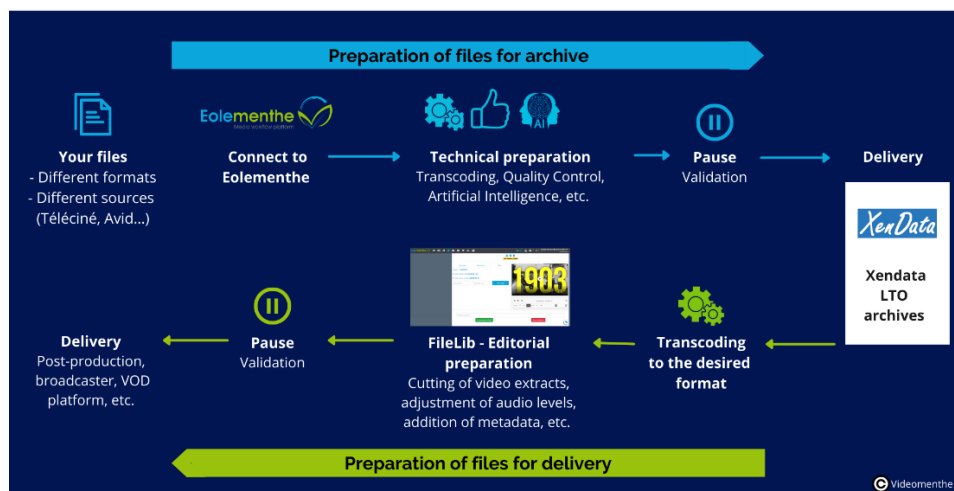 Preparation of files for archive
Eolementhe
Media workflow platform
AI
Your files
- Different formats
- Different sources
(Téléciné, Avid...)
Connect to
Eolementhe
Technical preparation
Transcoding, Quality Control,
Artificial Intelligence, etc.
Pause
Validation
Delivery
XenData
Xendata
LTO
archives
1903
Delivery
Post-production,
broadcaster, VOD
platform, etc.
Pause
Validation
FileLib - Editorial
preparation
Cutting of video extracts,
adjustment of audio levels,
addition of metadata, etc.
Transcoding
to the desired
format
Preparation of files for delivery
C Videomenthe